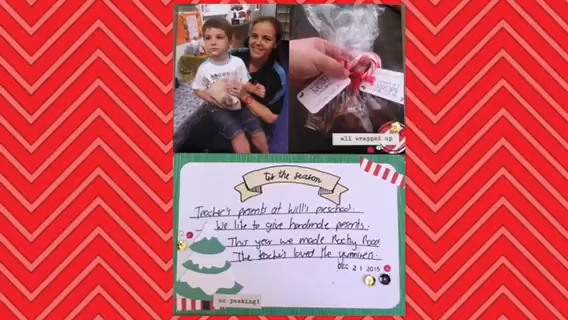 all wrapped up
'tis the season
Teacher's presents at Will's preschool.
We like to give handmade presents.
This year we made Rocky Road
The teachers loved the yumminess.
DEC 21 2015
no peeking!